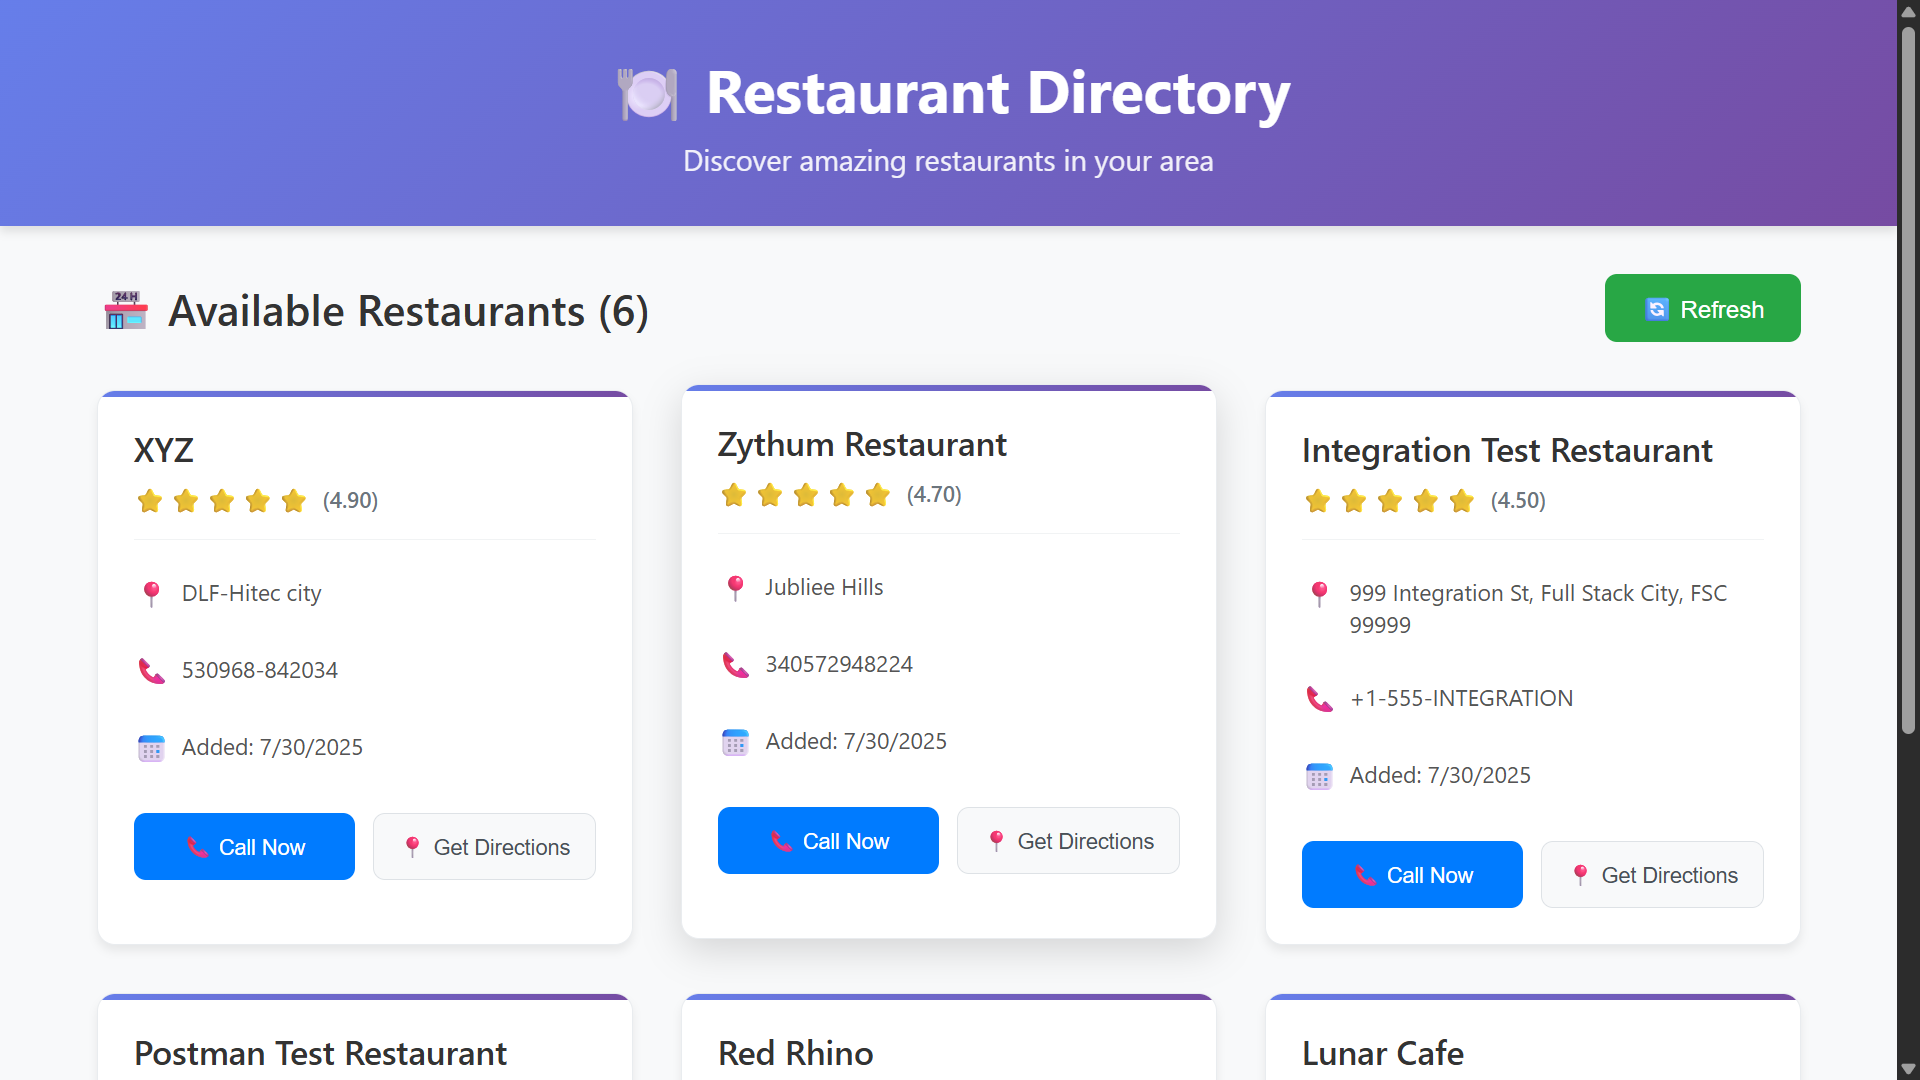 Restaurant Directory
Discover amazing restaurants in your area
24 H
Available Restaurants (6)
Refresh
XYZ
(4.90)
DLF-Hitec city
530968-842034
Added: 7/30/2025
Call Now
Get Directions
Zythum Restaurant
(4.70)
Jubliee Hills
340572948224
Added: 7/30/2025
Call Now
Get Directions
Integration Test Restaurant
(4.50)
999 Integration St, Full Stack City, FSC
99999
+1-555-INTEGRATION
Added: 7/30/2025
Call Now
Get Directions
Postman Test Restaurant
Red Rhino
Lunar Cafe